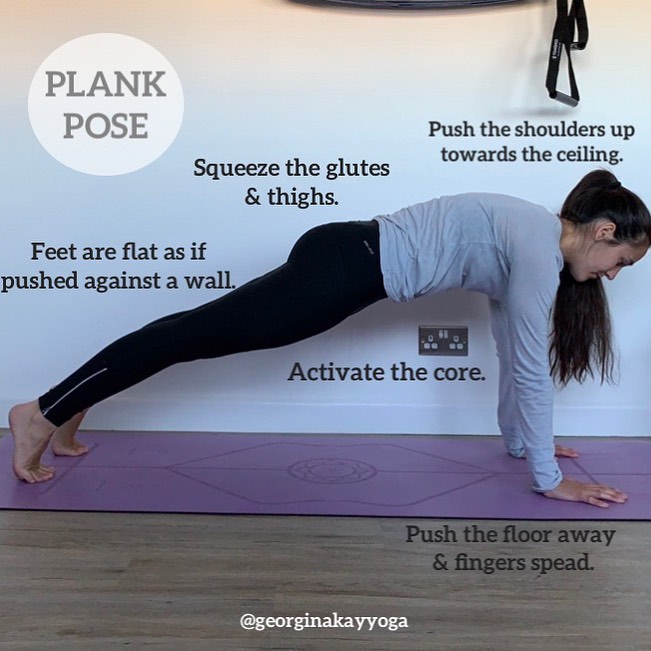 PLANK
POSE
Push the shoulders up
towards the ceiling.
Squeeze the glutes
& thighs.
Feet are flat as if
pushed against a wall.
Activate the core.
Push the floor away
& fingers spead.
@georginakayyoga